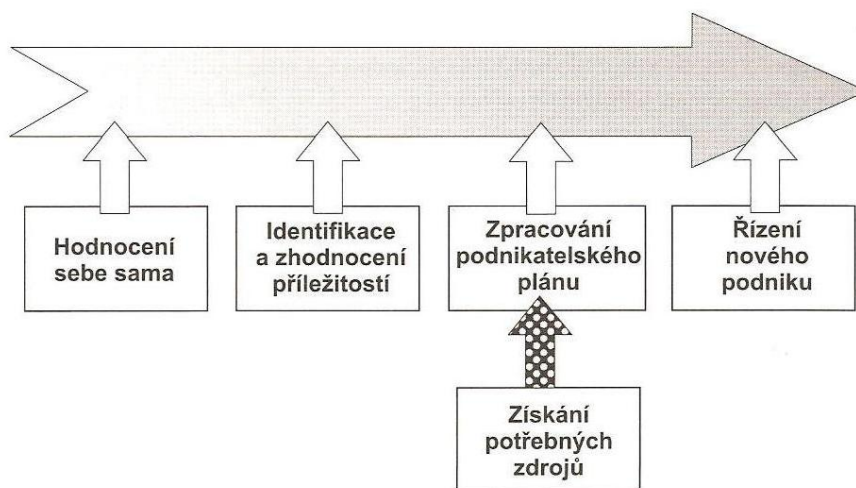 Hodnocení
sebe sama
Identifikace
a zhodnocení
příležitostí
Zpracování
podnikatelského
plánu
Řízení
nového
podniku
Získání
potřebných
zdrojů